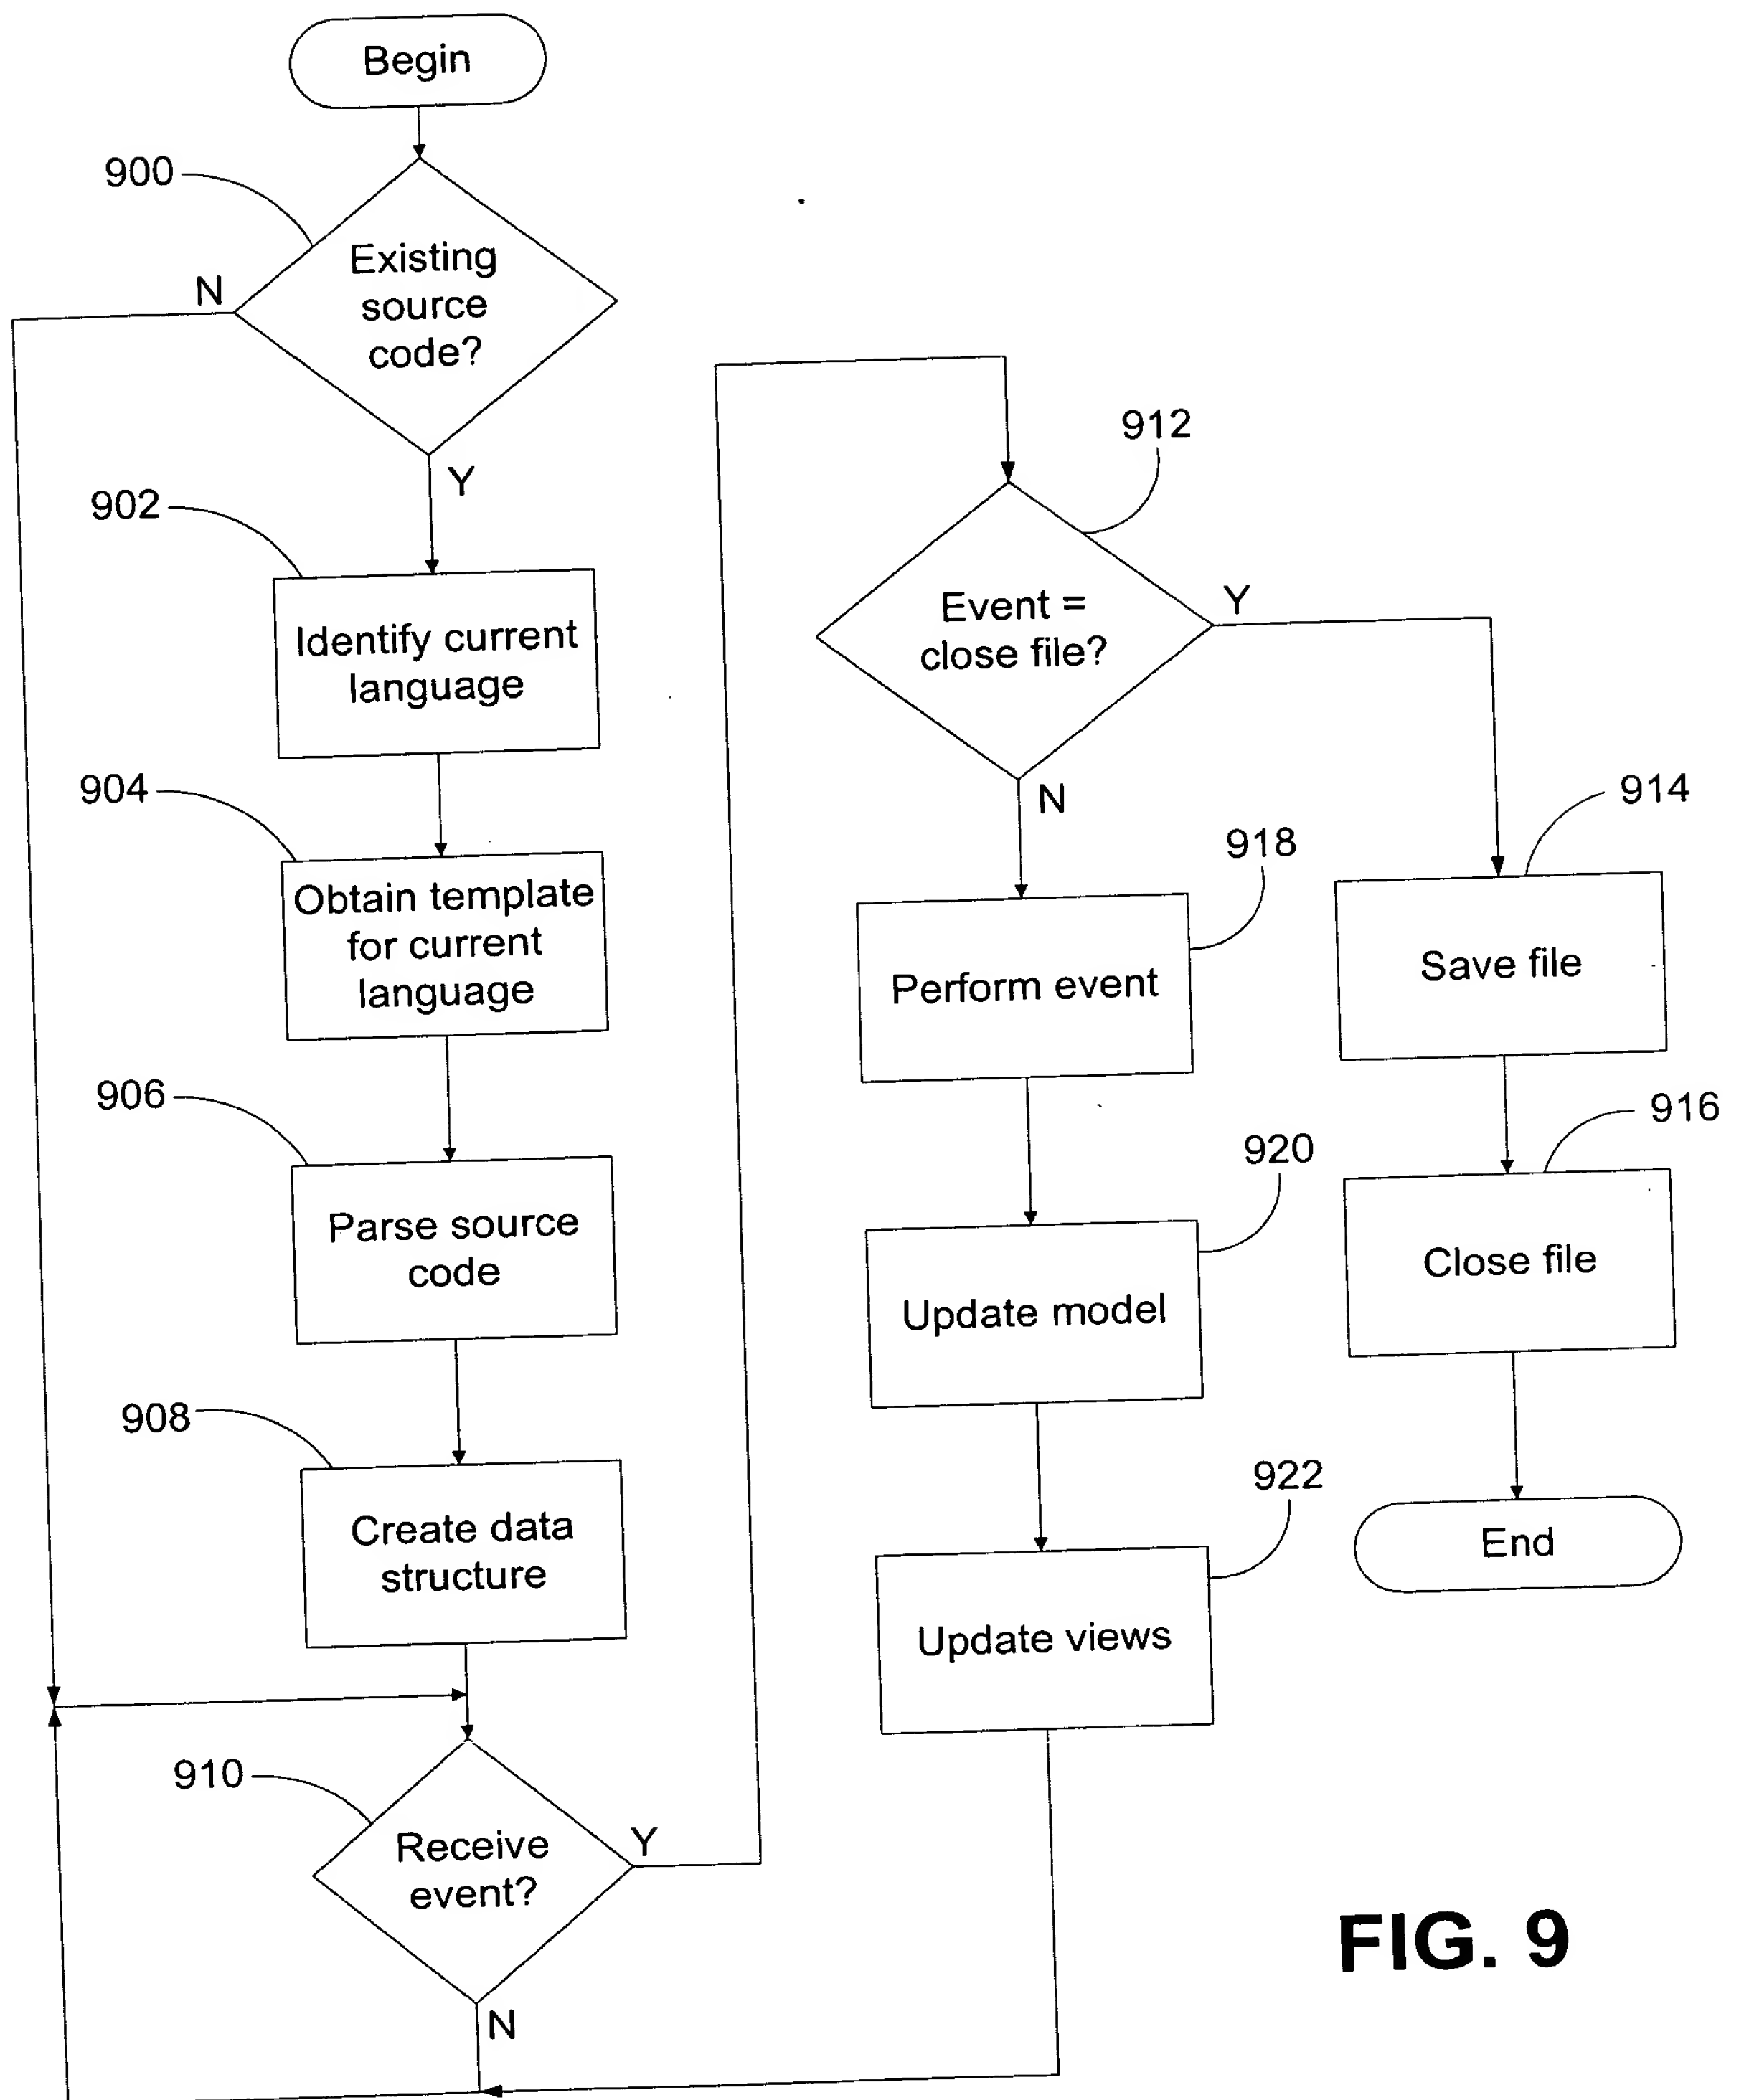 Begin
900
Existing
source
code?
N
Y
902
Identify current
language
904
Obtain template
for current
language
906
Parse source
code
908
Create data
structure
910
Receive
event?
Y
N
912
Event =
close file?
Y
N
914
Save file
918
Perform event
916
Close file
920
Update model
922
Update views
End
FIG. 9